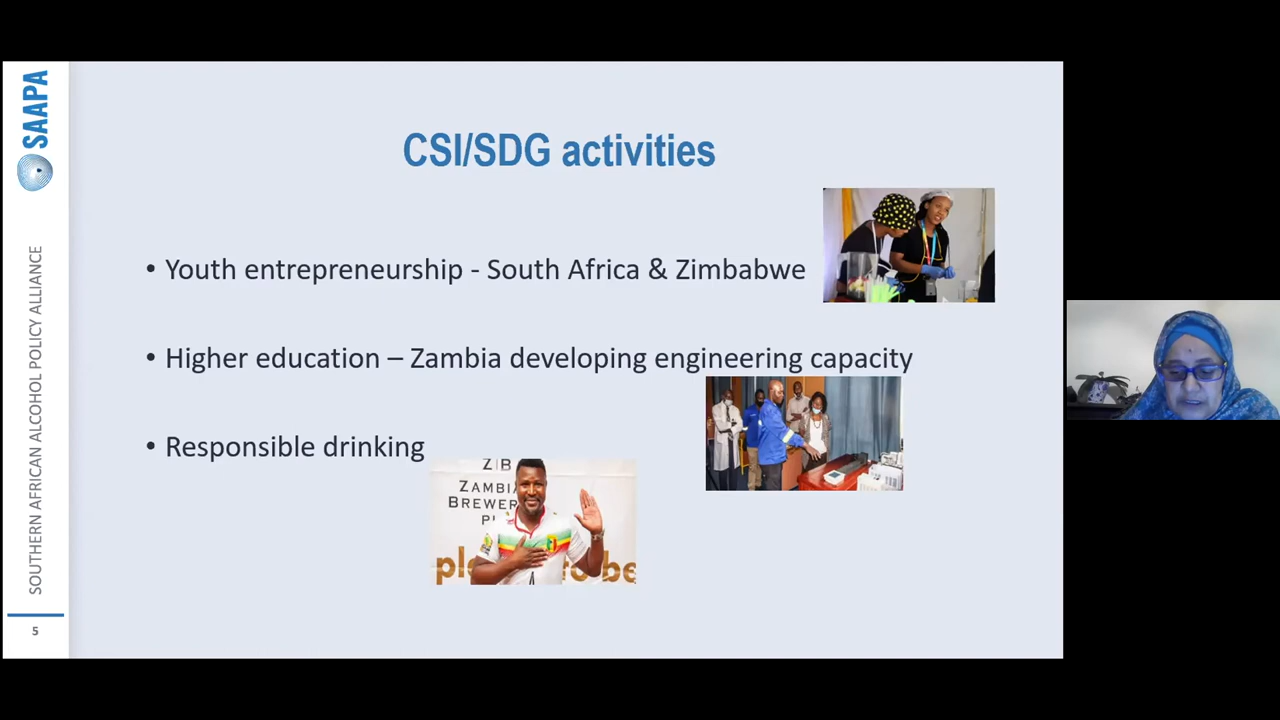 SAAPA
SOUTHERN AFRICAN ALCOHOL POLICY ALLIANCE
5
CSI/SDG activities
• Youth entrepreneurship - South Africa & Zimbabwe
• Higher education – Zambia developing engineering capacity
• Responsible drinking
ZAMBI
BREWER